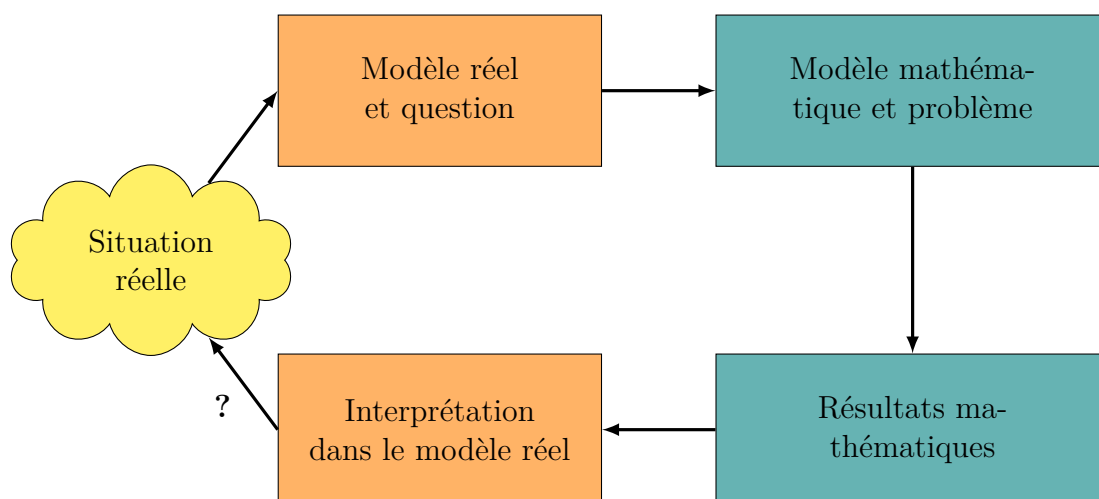 Modèle réel
et question
Modèle mathéma-
tique et problème
Situation
réelle
?
Interprétation
dans le modèle réel
Résultats ma-
thématiques